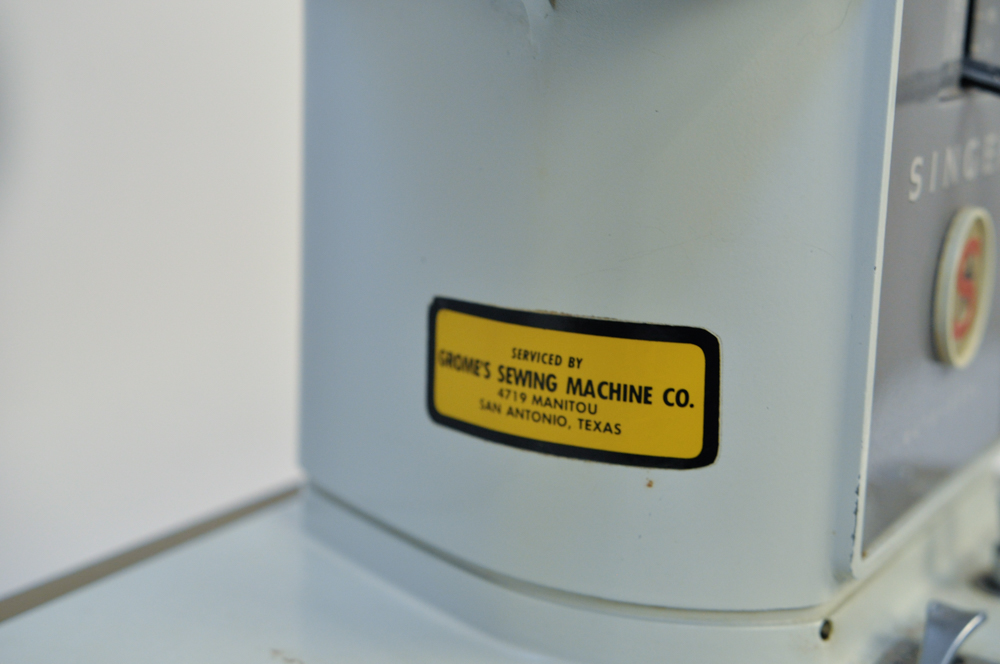 SERVICED BY
GROME'S SEWING MACHINE CO.
4719 MANITOU
SAN ANTONIO, TEXAS
SINGE
S